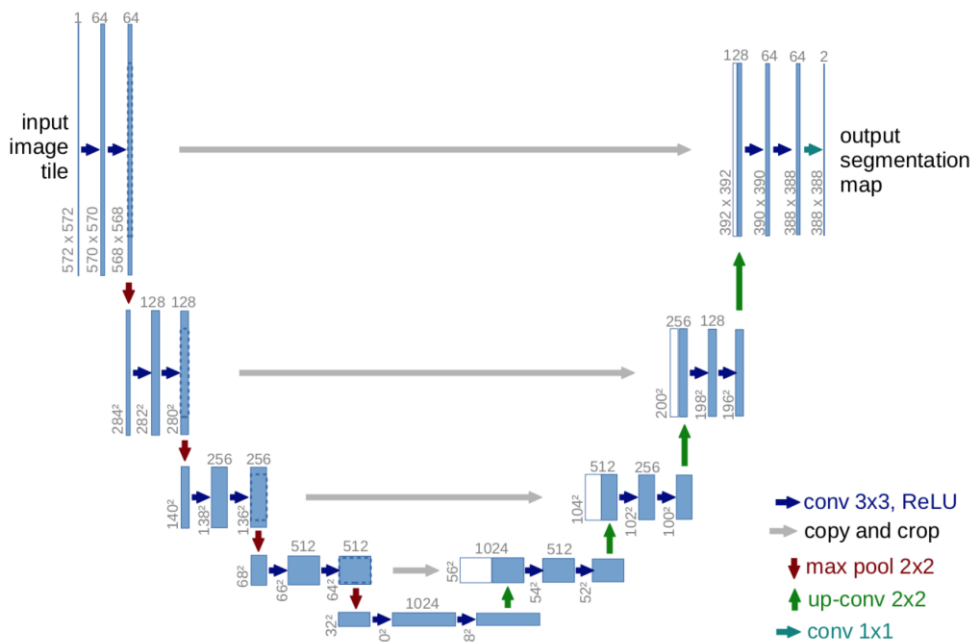 1 64 64
128 64 64 2
input
image
tile
output
segmentation
map
572 x 572
570 x 570
568 x 568
392 x 392
390 x 390
388 x 388
388 x 388
128 128
256 128
284²
282²
280²
200²
198²
196²
256 256
512 256
140²
138²
136²
104²
102²
100²
512 512
1024 512
68²
66²
64²
56²
54²
52²
1024
32²
0²
8²
conv 3x3, ReLU
copy and crop
max pool 2x2
up-conv 2x2
conv 1x1